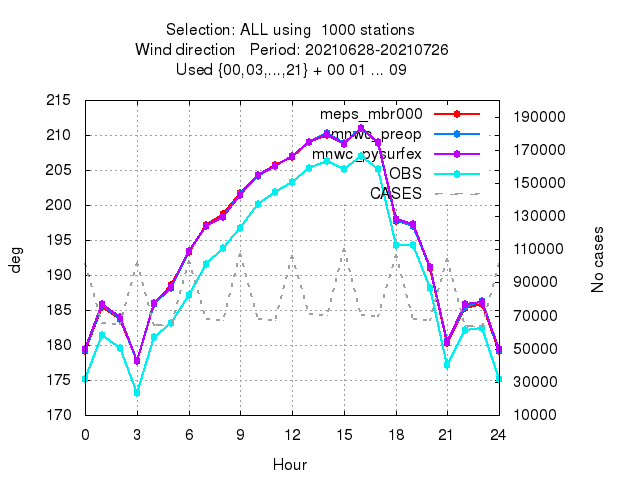 Selection: ALL using  1000 stations
Wind direction   Period: 20210628-20210726
Used {00,03,...,21} + 00 01 ... 09
215
210
205
200
195
190
185
180
175
170
deg
190000
170000
150000
130000
110000
90000
70000
50000
30000
10000
No cases
meps_mbr000
mnwc_preop
mnwc_pysurfex
OBS
CASES
0 3 6 9 12 15 18 21 24
Hour